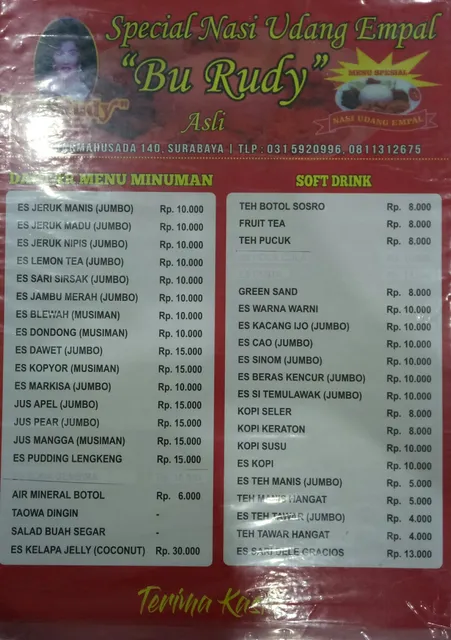 Special Nasi Udang Empal
"Bu Rudy"
Asli
MENU SPESIAL
NASI UDANG EMPAL
Rudy"
RMAHUSADA 140, SURABAYA | TLP : 031 5920996, 0811312675
MENU MINUMAN
ES JERUK MANIS (JUMBO) Rp. 10.000
ES JERUK MADU (JUMBO) Rp. 10.000
ES JERUK NIPIS (JUMBO) Rp. 10.000
ES LEMON TEA (JUMBO) Rp. 10.000
ES SARI SIRSAK (JUMBO) Rp. 10.000
ES JAMBU MERAH (JUMBO) Rp. 10.000
ES BLEWAH (MUSIMAN) Rp. 10.000
ES DONDONG (MUSIMAN) Rp. 10.000
ES DAWET (JUMBO) Rp. 15.000
ES KOPYOR (MUSIMAN) Rp. 15.000
ES MARKISA (JUMBO) Rp. 10.000
JUS APEL (JUMBO) Rp. 15.000
JUS PEAR (JUMBO) Rp. 15.000
JUS MANGGA (MUSIMAN) Rp. 15.000
ES PUDDING LENGKENG Rp. 15.000
AIR MINERAL BOTOL Rp. 6.000
TAOWA DINGIN -
SALAD BUAH SEGAR -
ES KELAPA JELLY (COCONUT) Rp. 30.000
SOFT DRINK
TEH BOTOL SOSRO Rp. 8.000
FRUIT TEA Rp. 8.000
TEH PUCUK Rp. 8.000
GREEN SAND Rp. 8.000
ES WARNA WARNI Rp. 10.000
ES KACANG IJO (JUMBO) Rp. 10.000
ES CAO (JUMBO) Rp. 10.000
ES SINOM (JUMBO) Rp. 10.000
ES BERAS KENCUR (JUMBO) Rp. 10.000
ES SI TEMULAWAK (JUMBO) Rp. 10.000
KOPI SELER Rp. 8.000
KOPI KERATON Rp. 8.000
KOPI SUSU Rp. 10.000
ES KOPI Rp. 10.000
ES TEH MANIS (JUMBO) Rp. 5.000
TEH MANIS HANGAT Rp. 5.000
ES TEH TAWAR (JUMBO) Rp. 4.000
TEH TAWAR HANGAT Rp. 4.000
ES SARI DELE GRACIOS Rp. 13.000
Terima Kas